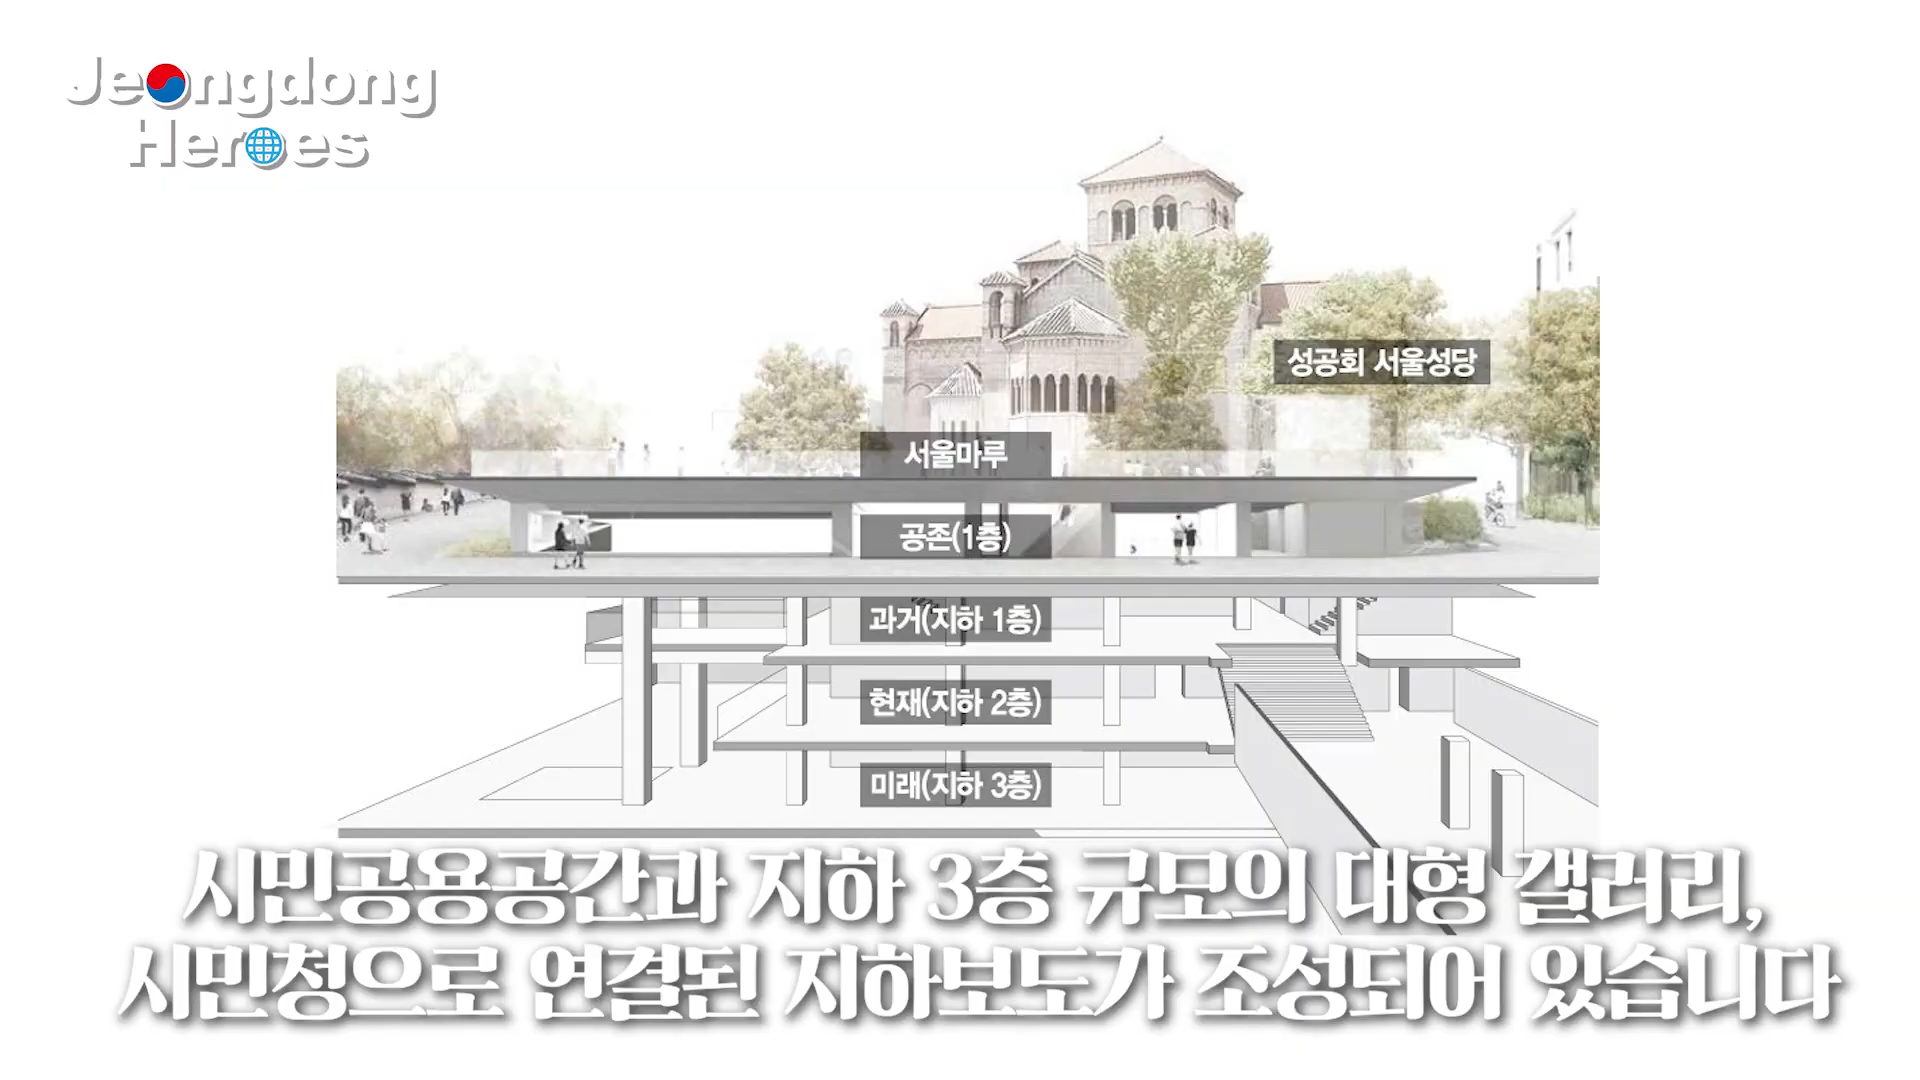 Jeongdong
Heroes
성공회 서울성당
서울마루
공존(1층)
과거(지하 1층)
현재(지하 2층)
미래(지하 3층)
시민공용공간과 지하 3층 규모의 대형 갤러리,
시민청으로 연결된 지하보도가 조성되어 있습니다